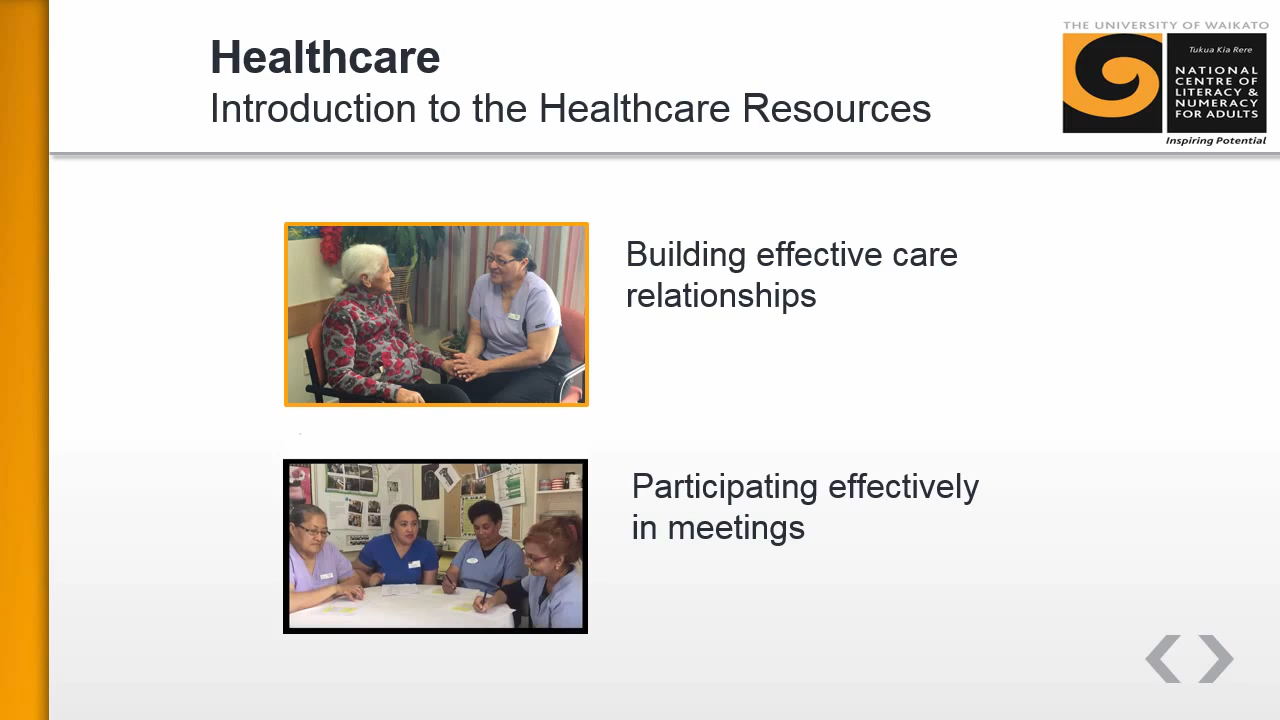 Healthcare
Introduction to the Healthcare Resources
THE UNIVERSITY OF WAIKATO
Tukua Kia Rere
NATIONAL
CENTRE OF
LITERACY &
NUMERACY
FOR ADULTS
Inspiring Potential
Building effective care
relationships
Participating effectively
in meetings